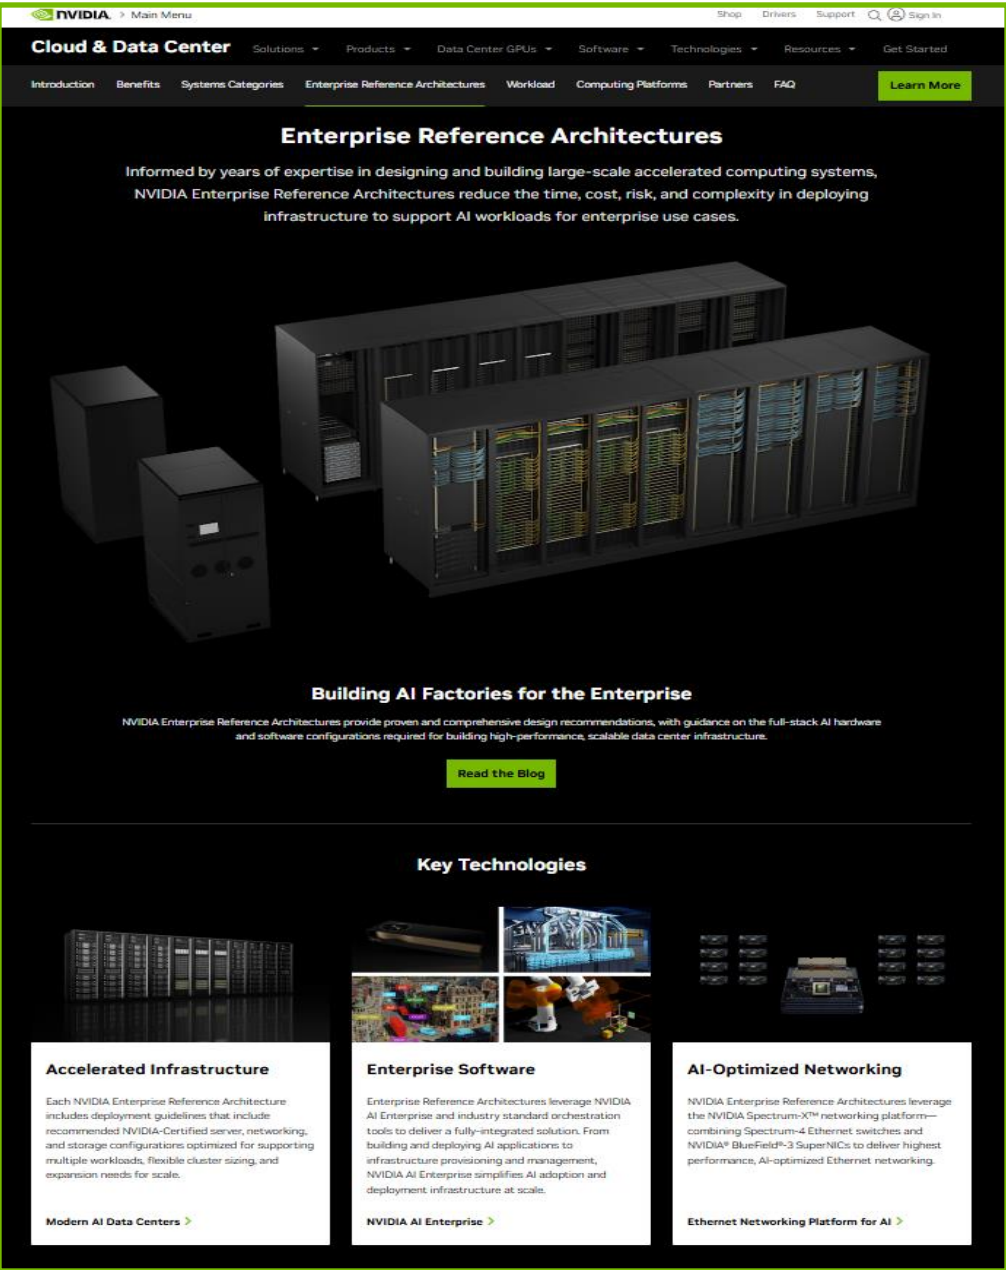 NVIDIA. > Main Menu
Shop Drivers Support Sign In
Cloud & Data Center Solutions Products Data Center GPUs Software Technologies Resources Get Started
Introduction Benefits Systems Categories Enterprise Reference Architectures Workload Computing Platforms Partners FAQ Learn More
Enterprise Reference Architectures
Informed by years of expertise in designing and building large-scale accelerated computing systems,
NVIDIA Enterprise Reference Architectures reduce the time, cost, risk, and complexity in deploying
infrastructure to support AI workloads for enterprise use cases.
Building AI Factories for the Enterprise
NVIDIA Enterprise Reference Architectures provide proven and comprehensive design recommendations, with guidance on the full-stack AI hardware
and software configurations required for building high-performance, scalable data center infrastructure.
Read the Blog
Key Technologies
Accelerated Infrastructure
Each NVIDIA Enterprise Reference Architecture
includes deployment guidelines that include
recommended NVIDIA-Certified server, networking,
and storage configurations optimized for supporting
multiple workloads, flexible cluster sizing, and
expansion needs for scale.
Modern AI Data Centers >
Enterprise Software
Enterprise Reference Architectures leverage NVIDIA
AI Enterprise and industry standard orchestration
tools to deliver a fully-integrated solution. From
building and deploying AI applications to
infrastructure provisioning and management,
NVIDIA AI Enterprise simplifies AI adoption and
deployment infrastructure at scale.
NVIDIA AI Enterprise >
AI-Optimized Networking
NVIDIA Enterprise Reference Architectures leverage
the NVIDIA Spectrum-X™ networking platform—
combining Spectrum-4 Ethernet switches and
NVIDIA® BlueField®-3 SuperNICs to deliver highest
performance, AI-optimized Ethernet networking.
Ethernet Networking Platform for AI >